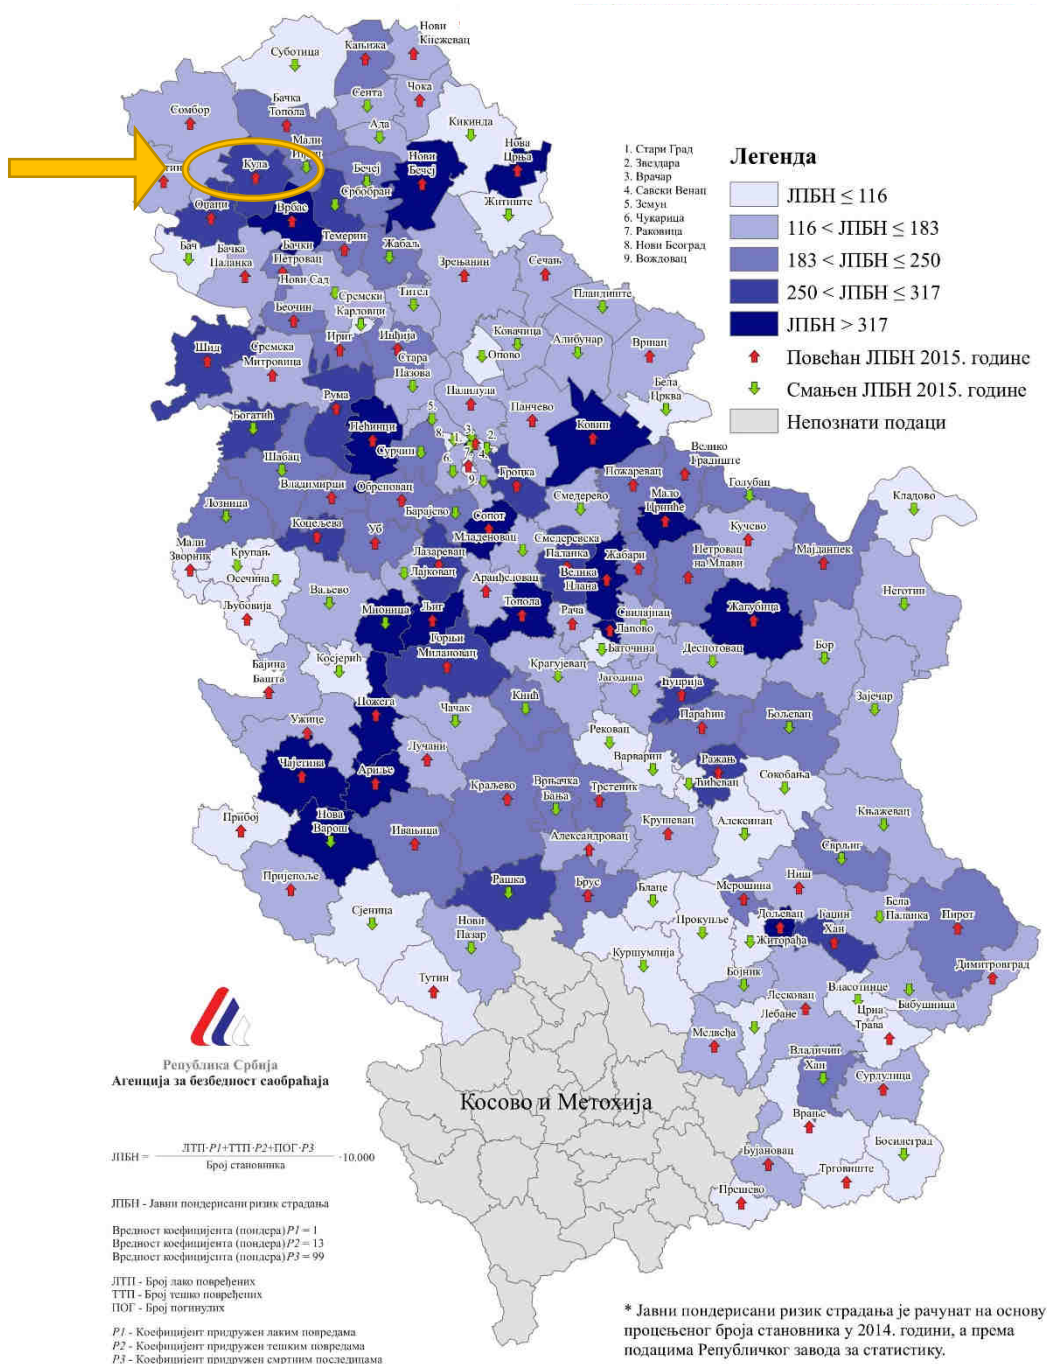 Нови
Кнежевац
Суботица
Кањижа
Сента
Чока
Бачка
Топола
Сомбор
Ада
Кикинда
Мали
Кула
Бечеј
Нови
Бечеј
Нова
Црња
Србобран
Оџаци
Врбас
Житиште
Темерин
Бач
Бачка
Паланка
Бачки
Петровац
Жабаљ
Зрењанин
Сечањ
Нови Сад
Сремски
Карловци
Тител
Пландиште
Беочин
Ковачица
Алибунар
Вршац
Опово
Шид
Сремска
Митровица
Ириг
Инђија
Стара
Пазова
Бела
Црква
Рума
Палилула
Панчево
Богатић
Пећинци
5.
8.
1.
3.
2.
7.
4.
6.
9.
Сурчин
Ковин
Шабац
Гроцка
Велико
Градиште
Пожаревац
Голубац
Владимирци
Обреновац
Смедерево
Мало
Црниће
Кладово
Лозница
Барајево
Сопот
Кучево
Коцељева
Уб
Младеновац
Смедеревска
Паланка
Мали
Зворник
Крупањ
Осечина
Лазаревац
Лајковац
Велика
Плана
Жабари
Петровац
на Млави
Мајданпек
Аранђеловац
Ваљево
Неготин
Љубовија
Мионица
Љиг
Топола
Рача
Свилајнац
Лапово
Жагубица
Баточина
Горњи
Милановац
Деспотовац
Бор
Косјерић
Крагујевац
Јагодина
Бајина
Башта
Ћуприја
Пожега
Чачак
Кнић
Параћин
Бољевац
Зајечар
Ужице
Лучани
Рековац
Варварин
Чајетина
Ариље
Ражањ
Ћићевац
Сокобања
Краљево
Врњачка
Бања
Трстеник
Прибој
Нова
Варош
Ивањица
Александровац
Крушевац
Алексинац
Књажевац
Сврљиг
Пријепоље
Рашка
Брус
Блаце
Мерошина
Ниш
Сјеница
Нови
Пазар
Прокупље
Дољевац
Житорађа
Гаџин
Хан
Бела
Паланка
Пирот
Куршумлија
Димитровград
Тутин
Бојник
Власотинце
Бабушница
Лесковац
Лебане
Црна
Трава
Медвеђа
Владичин
Хан
Сурдулица
Врање
Босилеград
Бујановац
Трговиште
Прешево
Косово и Метохија
1. Стари Град
2. Звездара
3. Врачар
4. Савски Венац
5. Земун
6. Чукарица
7. Раковица
8. Нови Београд
9. Вождовац
Легенда
ЈПБН ≤ 116
116 < ЈПБН ≤ 183
183 < ЈПБН ≤ 250
250 < ЈПБН ≤ 317
ЈПБН > 317
Повећан ЈПБН 2015. године
Смањен ЈПБН 2015. године
Непознати подаци
Република Србија
Агенција за безбедност саобраћаја
ЈПБН = ЛТП·P1+ТТП·P2+ПОГ·P3
Број становника
·10.000
ЈПБН - Јавни пондерисани ризик страдања
Вредност коефицијента (пондера) P1 = 1
Вредност коефицијента (пондера) P2 = 13
Вредност коефицијента (пондера) P3 = 99
ЛТП - Број лако повређених
ТТП - Број тешко повређених
ПОГ - Број погинулих
P1 - Коефицијент придружен лаким повредама
P2 - Коефицијент придружен тешким повредама
P3 - Коефицијент придружен смртним последицама
* Јавни пондерисани ризик страдања је рачунат на основу
процењеног броја становника у 2014. години, а према
подацима Републичког завода за статистику.